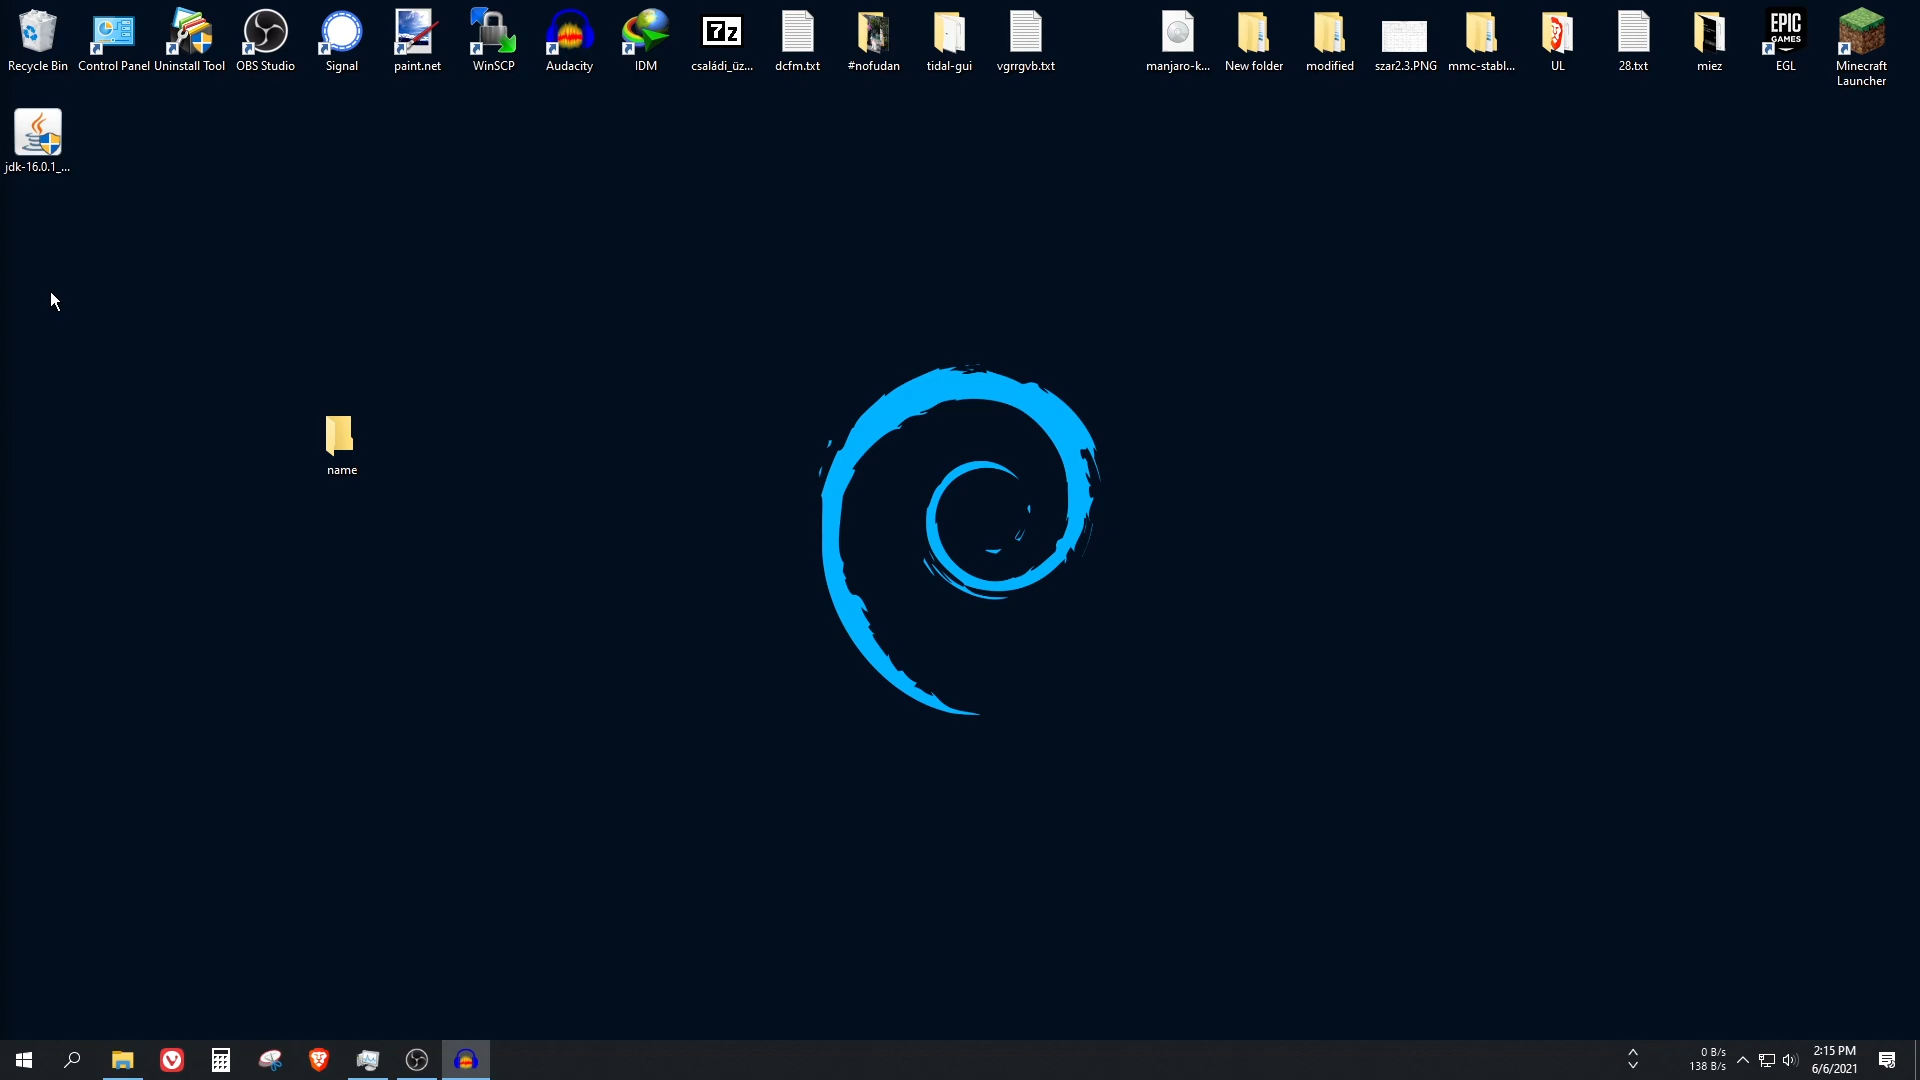 Recycle Bin
Control Panel
Uninstall Tool
OBS Studio
Signal
paint.net
WinSCP
Audacity
IDM
7z
családi_üz...
dcfm.txt
#nofudan
tidal-gui
vgrrgvb.txt
manjaro-k...
New folder
modified
szar2.3.PNG
mmc-stabl...
UL
28.txt
miez
EPIC
GAMES
EGL
Minecraft
Launcher
jdk-16.0.1_...
name
0 B/s
138 B/s
2:15 PM
6/6/2021